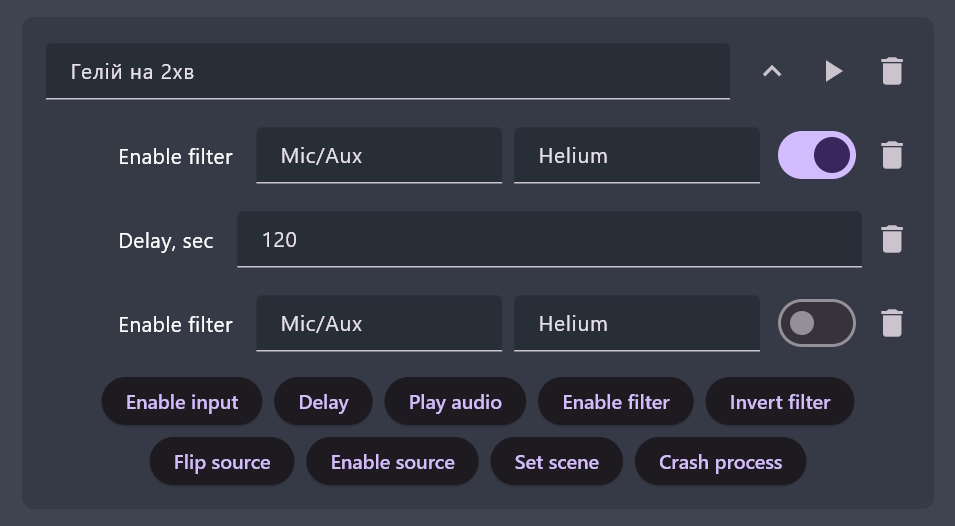 Гелій на 2хв
Enable filter Mic/Aux Helium
Delay, sec 120
Enable filter Mic/Aux Helium
Enable input Delay Play audio Enable filter Invert filter
Flip source Enable source Set scene Crash process